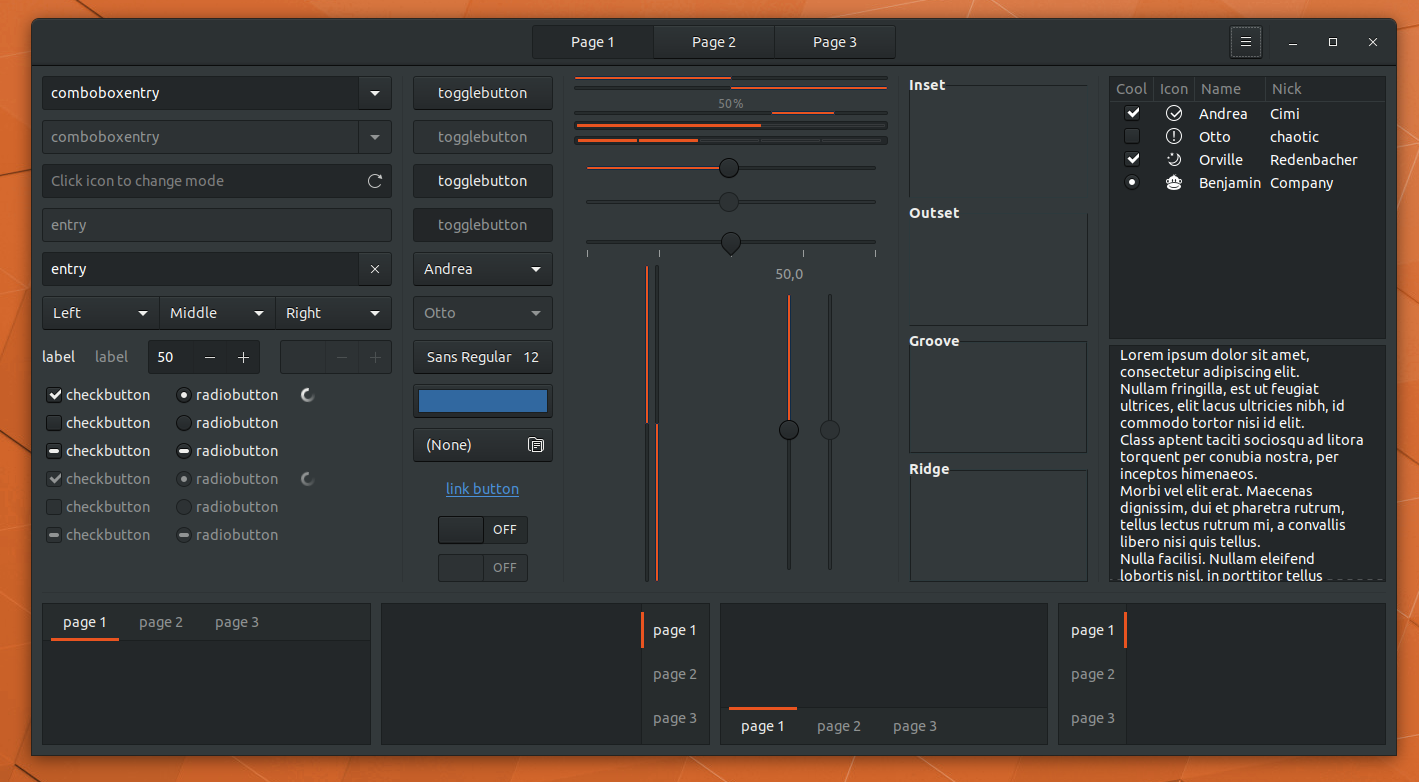 Page 1
Page 2
Page 3
comboboxentry
comboboxentry
Click icon to change mode
entry
entry
Left
Middle
Right
label
label
50
checkbutton
radiobutton
checkbutton
radiobutton
checkbutton
radiobutton
checkbutton
radiobutton
checkbutton
radiobutton
checkbutton
radiobutton
togglebutton
togglebutton
togglebutton
togglebutton
Andrea
Otto
Sans Regular 12
(None)
link button
OFF
OFF
50%
50,0
Inset
Outset
Groove
Ridge
Cool Icon Name Nick
Andrea Cimi
Otto chaotic
Orville Redenbacher
Benjamin Company
Lorem ipsum dolor sit amet,
consectetur adipiscing elit.
Nullam fringilla, est ut feugiat
ultrices, elit lacus ultricies nibh, id
commodo tortor nisi id elit.
Class aptent taciti sociosqu ad litora
torquent per conubia nostra, per
inceptos himenaeos.
Morbi vel elit erat. Maecenas
dignissim, dui et pharetra rutrum,
tellus lectus rutrum mi, a convallis
libero nisi quis tellus.
Nulla facilisi. Nullam eleifend
lobortis nisl, in porttitor tellus
page 1
page 2
page 3
page 1
page 2
page 3
page 1
page 2
page 3
page 1
page 2
page 3